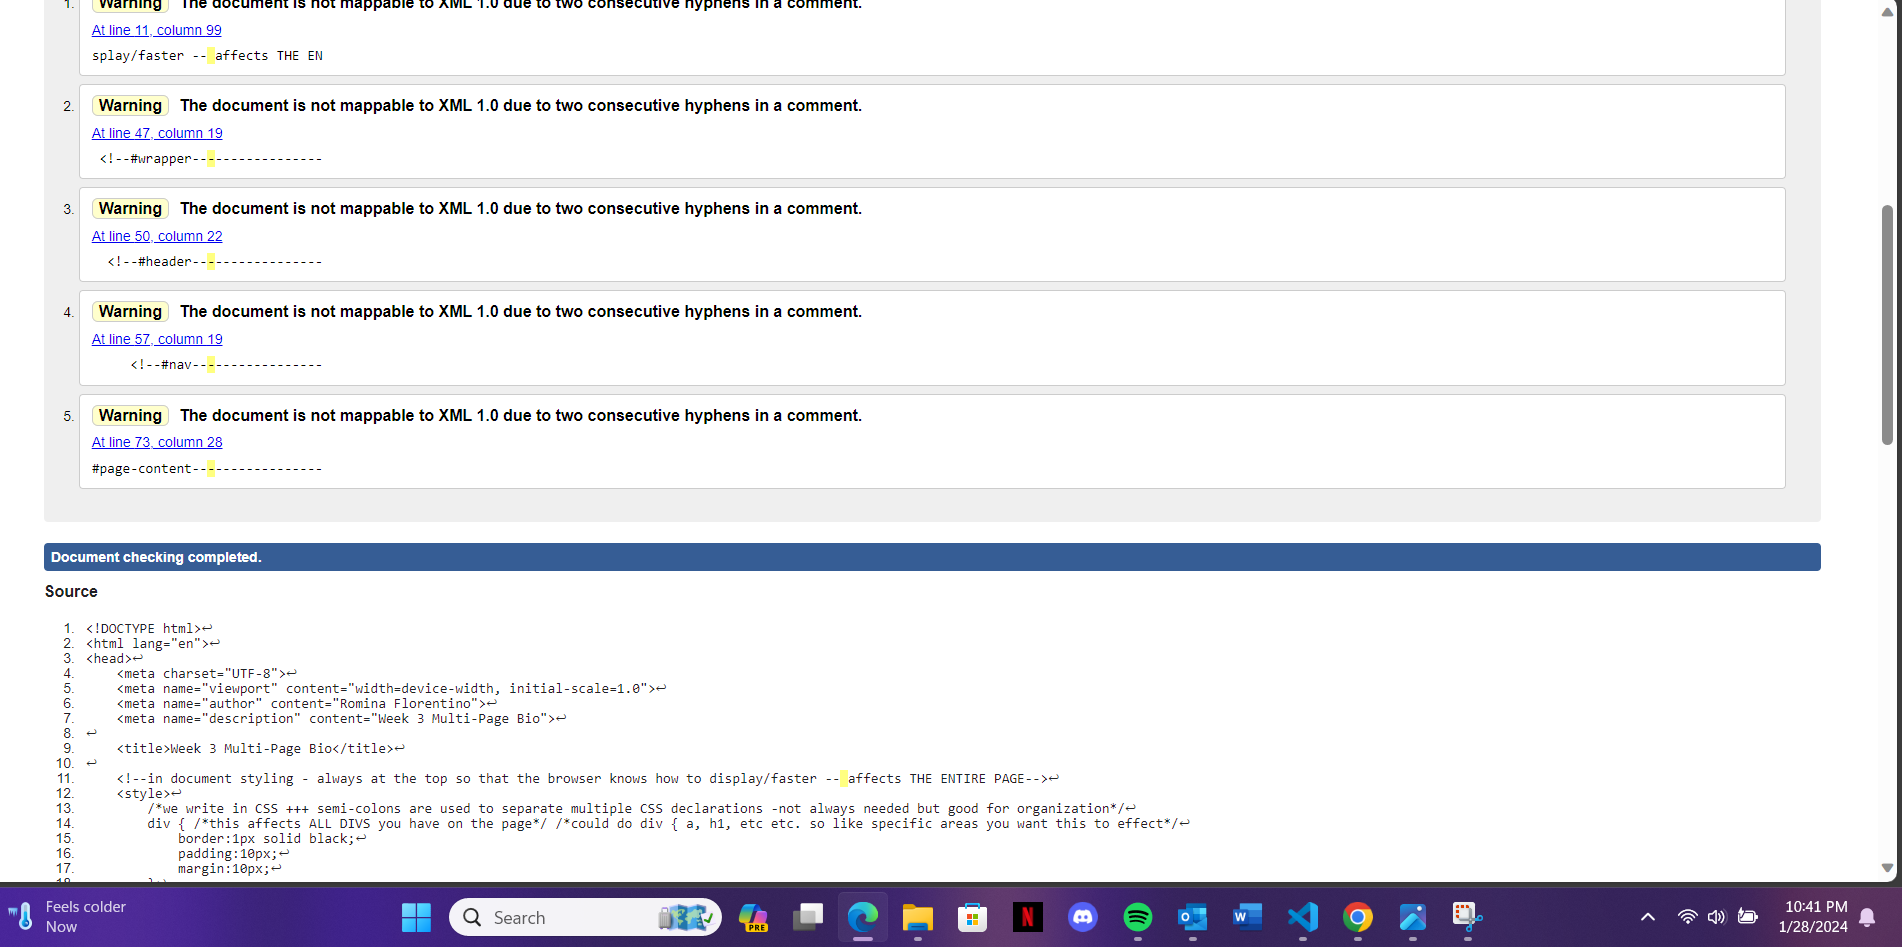 1. Warning The document is not mappable to XML 1.0 due to two consecutive hyphens in a comment.
At line 11, column 99
splay/faster -- affects THE EN
2. Warning The document is not mappable to XML 1.0 due to two consecutive hyphens in a comment.
At line 47, column 19
<!--#wrapper-----------------
3. Warning The document is not mappable to XML 1.0 due to two consecutive hyphens in a comment.
At line 50, column 22
<!--#header-----------------
4. Warning The document is not mappable to XML 1.0 due to two consecutive hyphens in a comment.
At line 57, column 19
<!--#nav-----------------
5. Warning The document is not mappable to XML 1.0 due to two consecutive hyphens in a comment.
At line 73, column 28
#page-content-----------------
Document checking completed.
Source
1. <!DOCTYPE html>↩
2. <html lang="en">↩
3. <head>↩
4. <meta charset="UTF-8">↩
5. <meta name="viewport" content="width=device-width, initial-scale=1.0">↩
6. <meta name="author" content="Romina Florentino">↩
7. <meta name="description" content="Week 3 Multi-Page Bio">↩
8. ↩
9. <title>Week 3 Multi-Page Bio</title>↩
10. ↩
11. <!--in document styling - always at the top so that the browser knows how to display/faster -- affects THE ENTIRE PAGE-->↩
12. <style>↩
13. /*we write in CSS +++ semi-colons are used to separate multiple CSS declarations -not always needed but good for organization*/↩
14. div { /*this affects ALL DIVS you have on the page*/ /*could do div { a, h1, etc etc. so like specific areas you want this to effect*/↩
15. border:1px solid black;↩
16. padding:10px;↩
17. margin:10px;↩
Feels colder
Now
Search
PRE
N
O
W
10:41 PM
1/28/2024